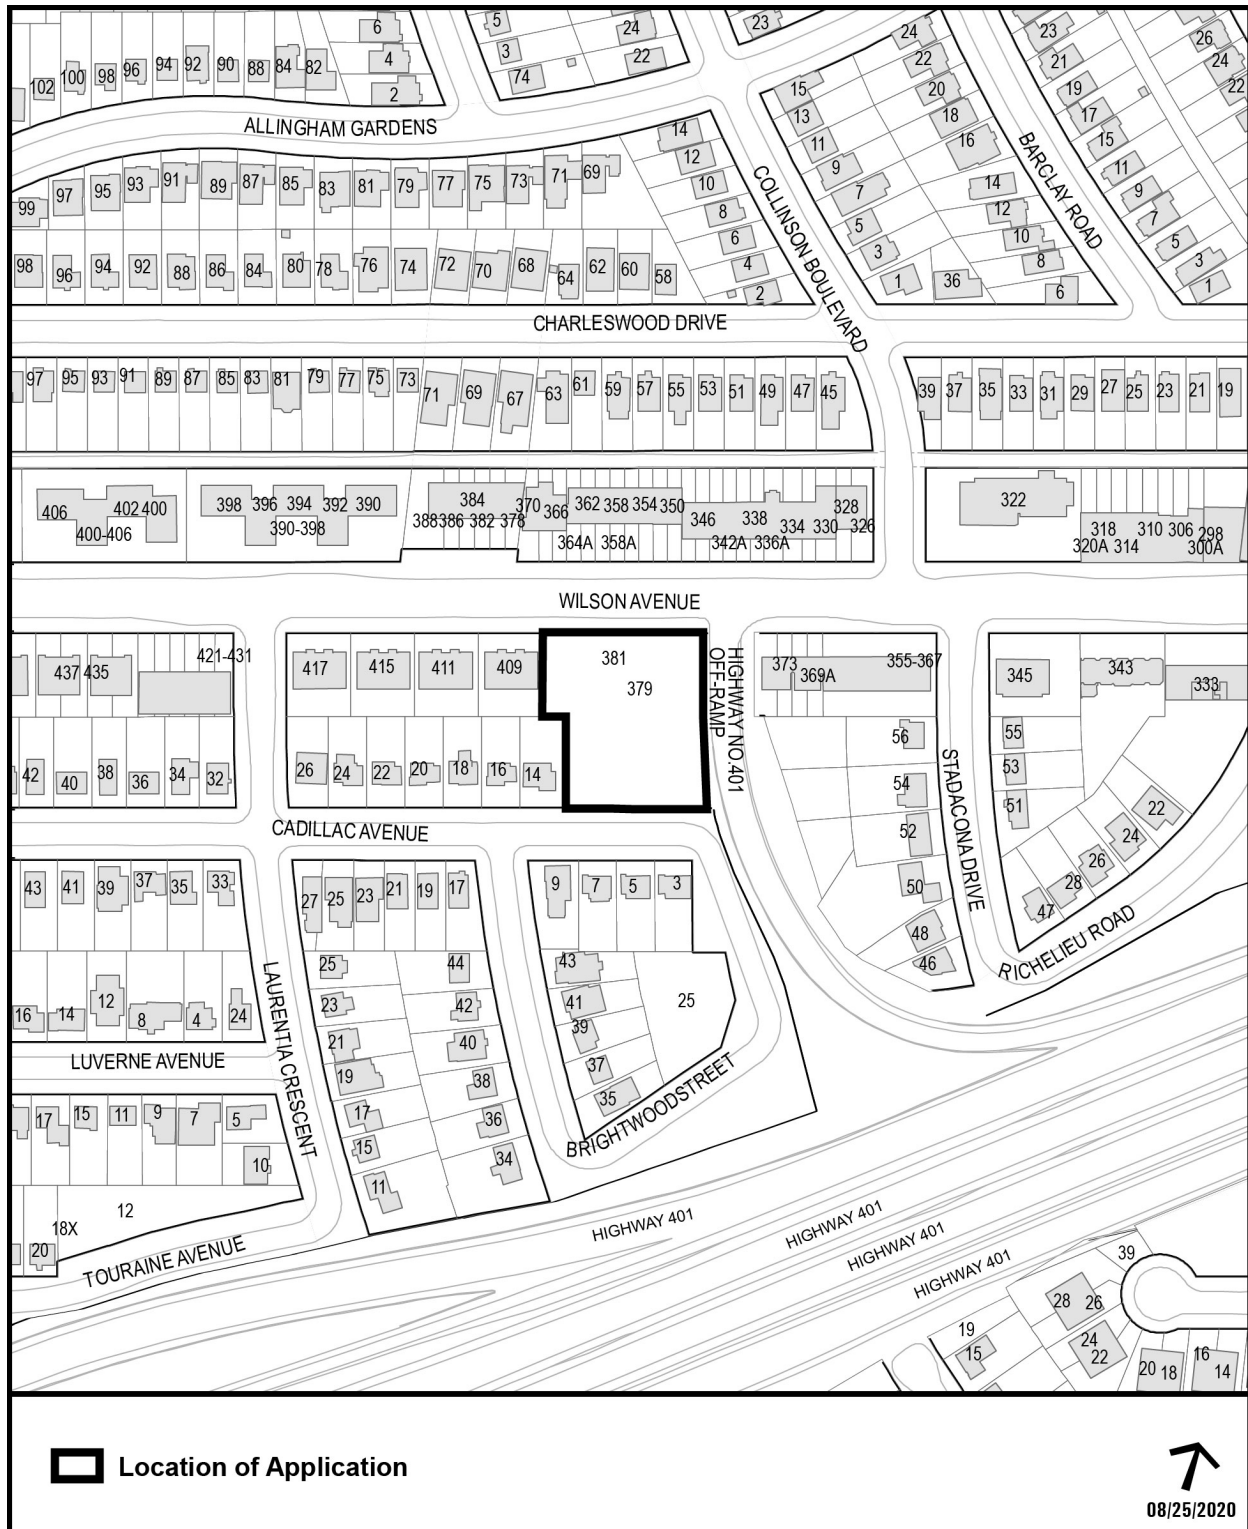 6 5 24 23 24 23 26
102 100 98 96 94 92 90 88 84 82 4 3 22 22 21 24
2 74 15 20 19 22
ALLINGHAM GARDENS
14 13 18 17
12 11 16 15
99 97 95 93 91 89 87 85 83 81 79 77 75 73 71 69
10 9 14 11
8 7 12 9
6 5 10 7
4 3 8 5
2 1 36 6 3
1
COLLINSON BOULEVARD
BARCLAY ROAD
98 96 94 92 88 86 84 80 78 76 74 72 70 68 64 62 60 58
CHARLESWOOD DRIVE
97 95 93 91 89 87 85 83 81 79 77 75 73 71 69 67 63 61 59 57 55 53 51 49 47 45
39 37 35 33 31 29 27 25 23 21 19
406 402 400 398 396 394 392 390 384 370 366 362 358 354 350 346 338 334 330 328 326
400-406 390-398 388 386 382 378 364A 358A 342A 336A
322 318 310 306 298
320A 314 300A
WILSON AVENUE
437 435 421-431 417 415 411 409 381
379
HIGHWAY NO.401
OFF-RAMP
373 369A 355-367 345 343 333
42 40 38 36 34 32 26 24 22 20 18 16 14
56 55
54 53
52 51
50
48
46
STADACONA DRIVE
22
24
26
28
47
RICHELIEU ROAD
CADILLAC AVENUE
43 41 39 37 35 33 27 25 23 21 19 17 9 7 5 3
16 14 12 8 4 24
LAURENTIA CRESCENT
25 44 43
23 42 41 25
21 40 39
19 38 37
17 36 35
15 34
11
LUVERNE AVENUE
BRIGHTWOODSTREET
17 15 11 9 7 5
10
12
18X
20
TOURAINE AVENUE
HIGHWAY 401
HIGHWAY 401
HIGHWAY 401
HIGHWAY 401
39
28 26
19 24
15 22 20 18 16 14
Location of Application
08/25/2020